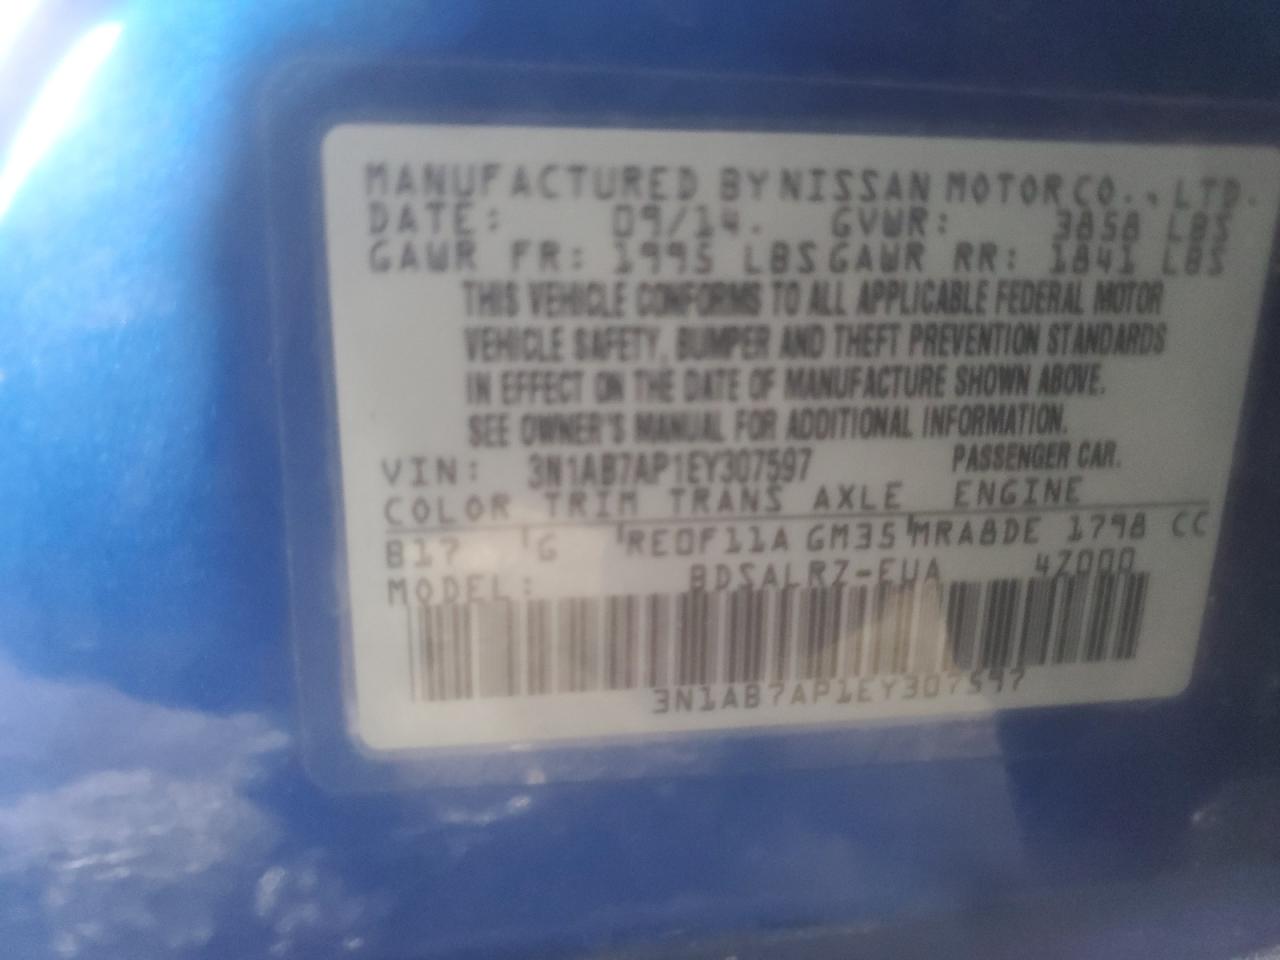 MANUFACTURED BY NISSAN MOTOR CO., LTD.
DATE: 09/14. GVWR: 3858 LBS
GAWR FR: 1995 LBS GAWR RR: 1841 LBS
THIS VEHICLE CONFORMS TO ALL APPLICABLE FEDERAL MOTOR
VEHICLE SAFETY, BUMPER AND THEFT PREVENTION STANDARDS
IN EFFECT ON THE DATE OF MANUFACTURE SHOWN ABOVE.
SEE OWNER'S MANUAL FOR ADDITIONAL INFORMATION.
VIN: 3N1AB7AP1EY307597 PASSENGER CAR.
COLOR TRIM TRANS AXLE ENGINE
B17 G RE0F11A GM35 MRA8DE 1798 CC
MODEL: BDSALRZ-EUA 4Z000
3N1AB7AP1EY307597